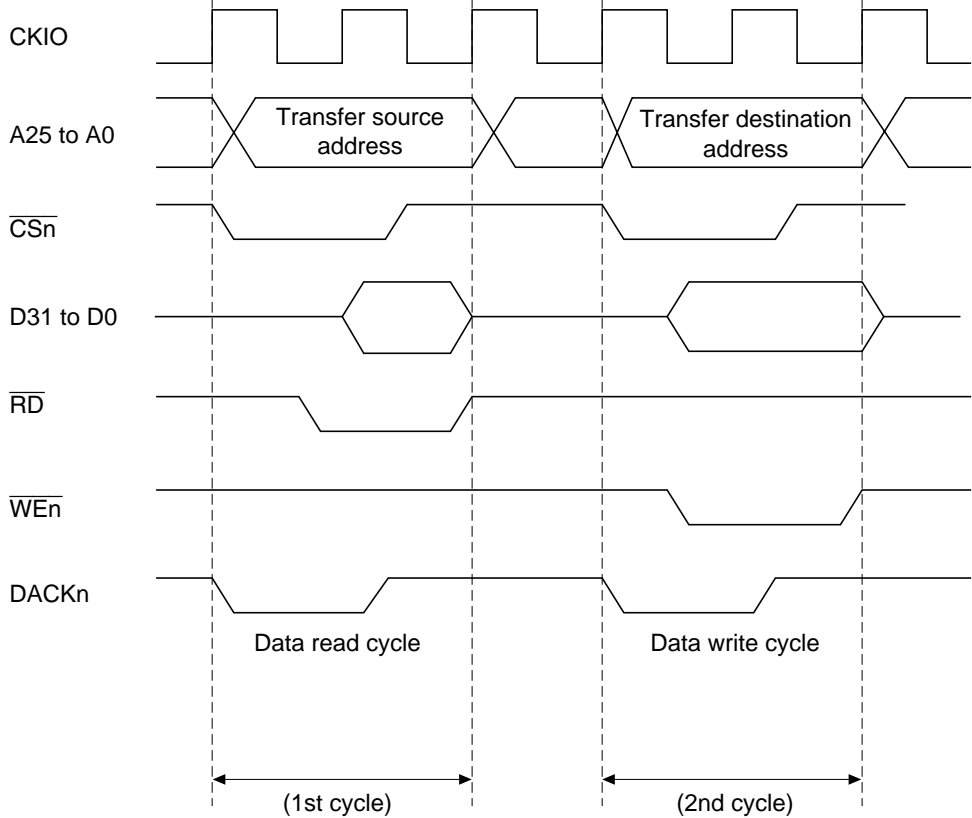 CKIO
A25 to A0
Transfer source
address
Transfer destination
address
CSn
D31 to D0
RD
WEn
DACKn
Data read cycle
Data write cycle
(1st cycle)
(2nd cycle)